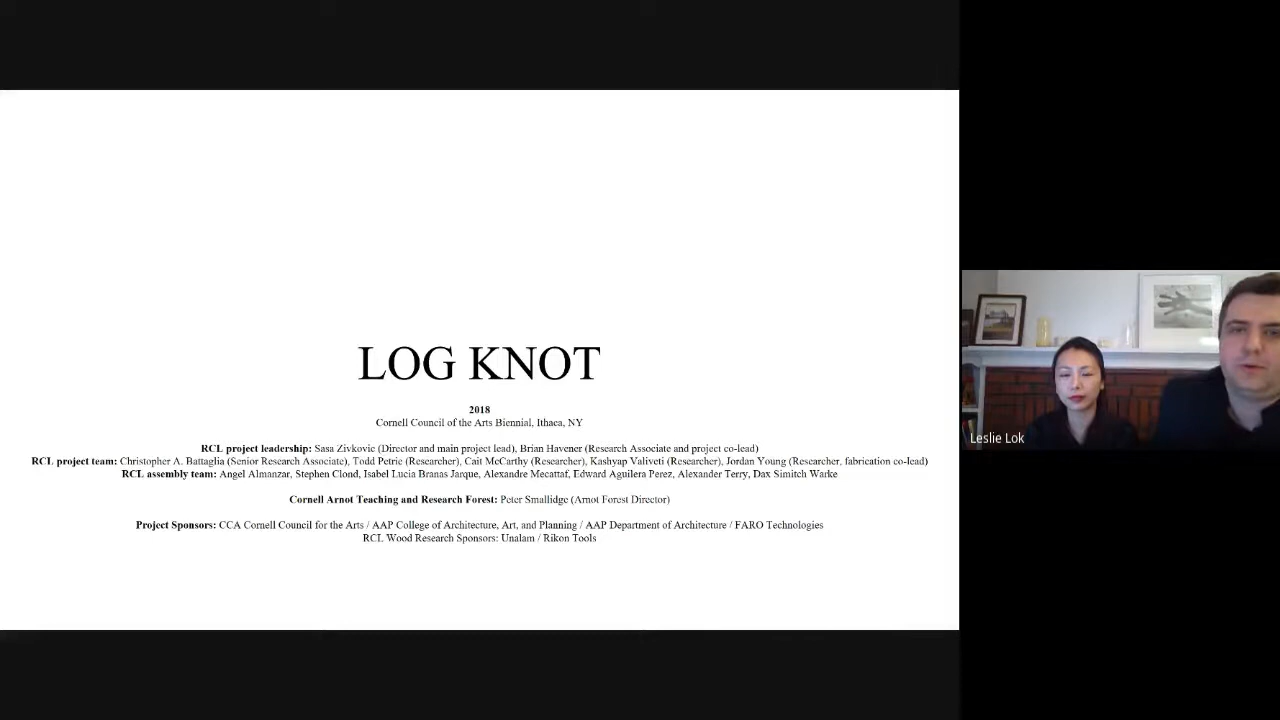 LOG KNOT
2018
Cornell Council of the Arts Biennial, Ithaca, NY
RCL project leadership: Sasa Zivkovic (Director and main project lead), Brian Havener (Research Associate and project co-lead)
RCL project team: Christopher A. Battaglia (Senior Research Associate), Todd Petrie (Researcher), Cait McCarthy (Researcher), Kashyap Valiveti (Researcher), Jordan Young (Researcher, fabrication co-lead)
RCL assembly team: Angel Almanzar, Stephen Clond, Isabel Lucia Branas Jarque, Alexandre Mecattaf, Edward Aguilera Perez, Alexander Terry, Dax Simitch Warke
Cornell Arnot Teaching and Research Forest: Peter Smallidge (Arnot Forest Director)
Project Sponsors: CCA Cornell Council for the Arts / AAP College of Architecture, Art, and Planning / AAP Department of Architecture / FARO Technologies
RCL Wood Research Sponsors: Unalam / Rikon Tools
Leslie Lok